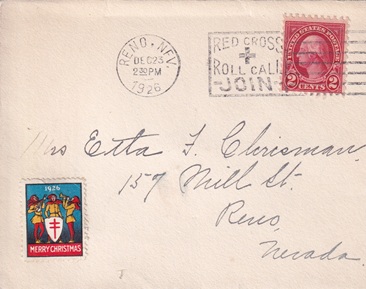 RENO, NEV.
DEC 23
2 30 PM
1926
RED CROSS
ROLL CALL
JOIN
UNITED STATES POSTAGE
2 CENTS 2
Mrs Etta F. Chrisman
157 Mill St.
Reno,
Nevada.
1926
MERRY CHRISTMAS